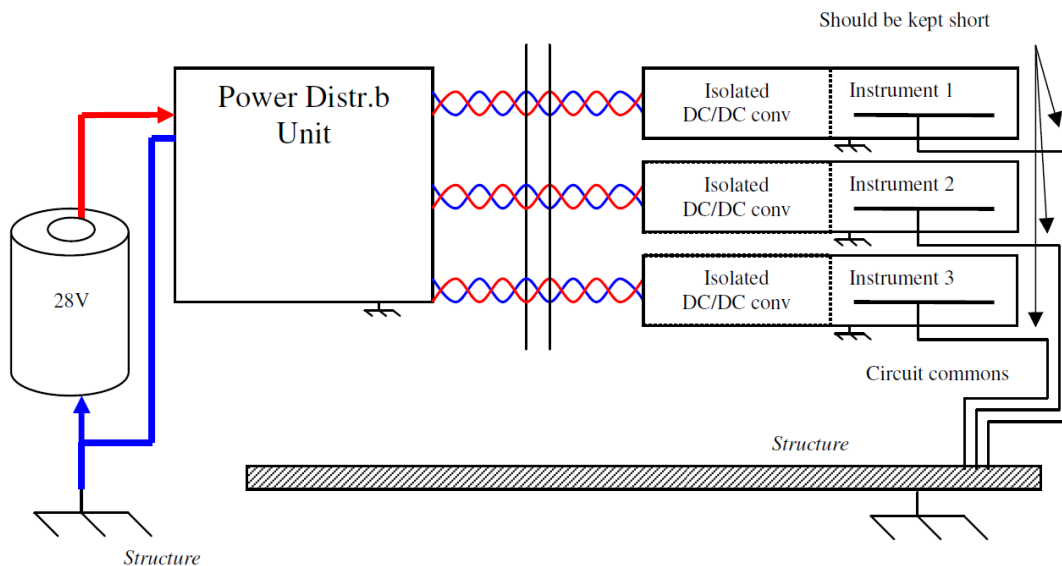 Should be kept short
Power Distr.b
Unit
Isolated
DC/DC conv
Instrument 1
Isolated
DC/DC conv
Instrument 2
28V
Isolated
DC/DC conv
Instrument 3
Circuit commons
Structure
Structure